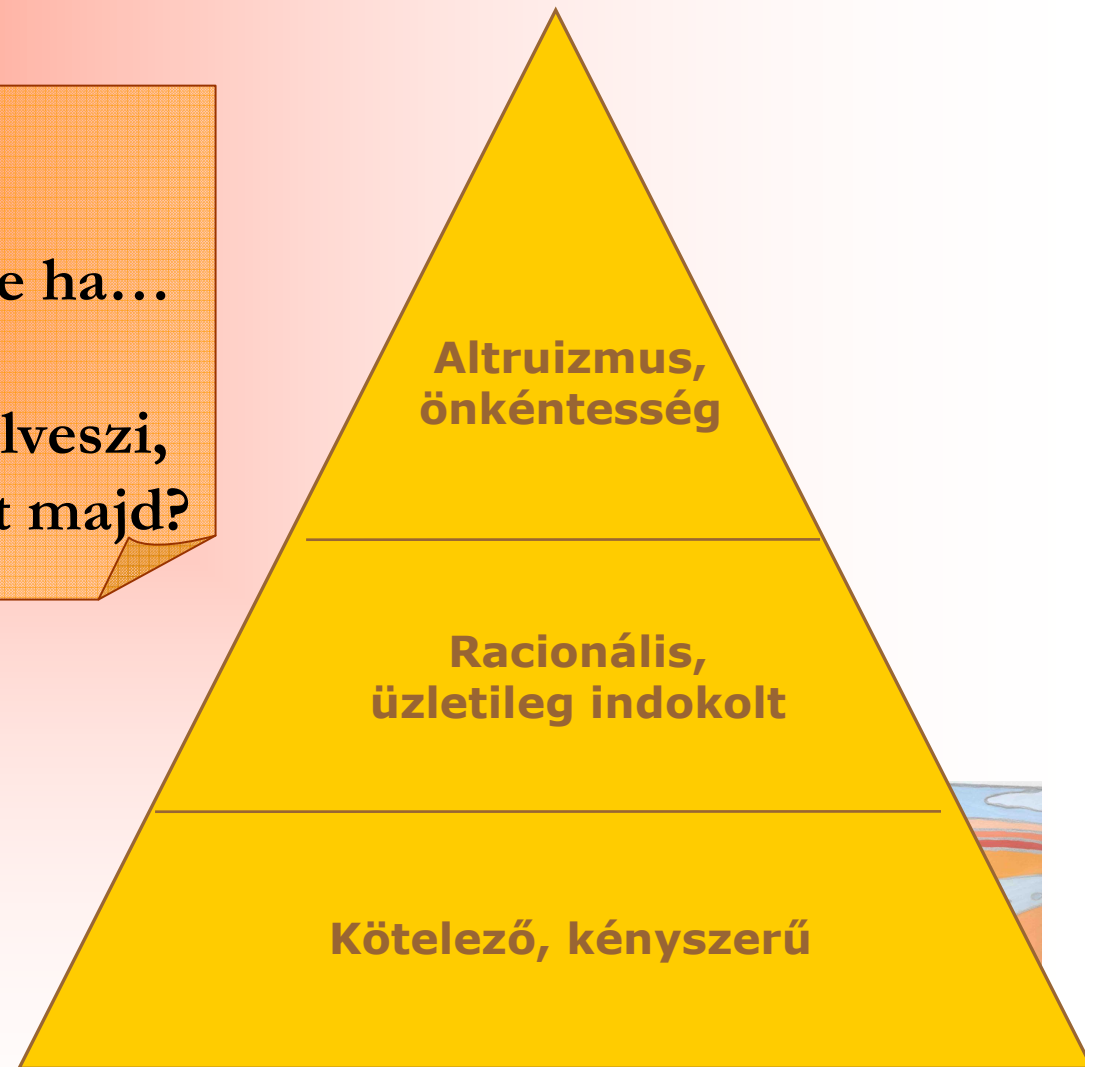 e ha…
lveszi,
t majd?
Altruizmus,
önkéntesség
Racionális,
üzletileg indokolt
Kötelező, kényszerű